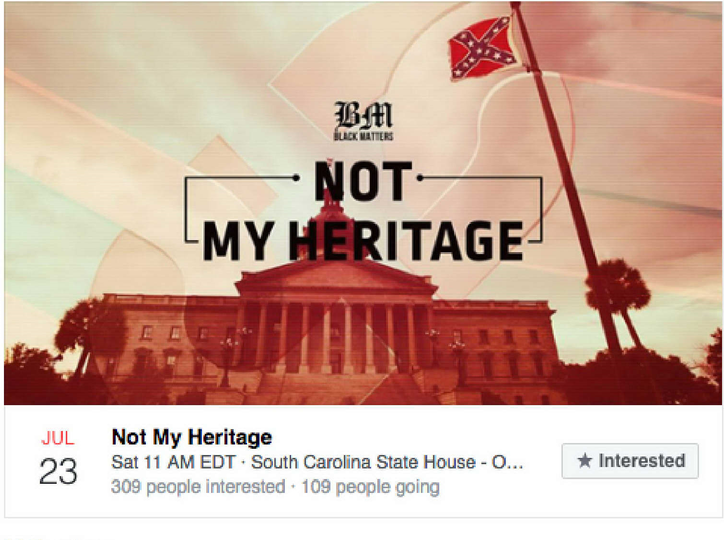 BM
BLACK MATTERS
NOT
MY HERITAGE
JUL
23
Not My Heritage
Sat 11 AM EDT · South Carolina State House - O...
309 people interested · 109 people going
★ Interested